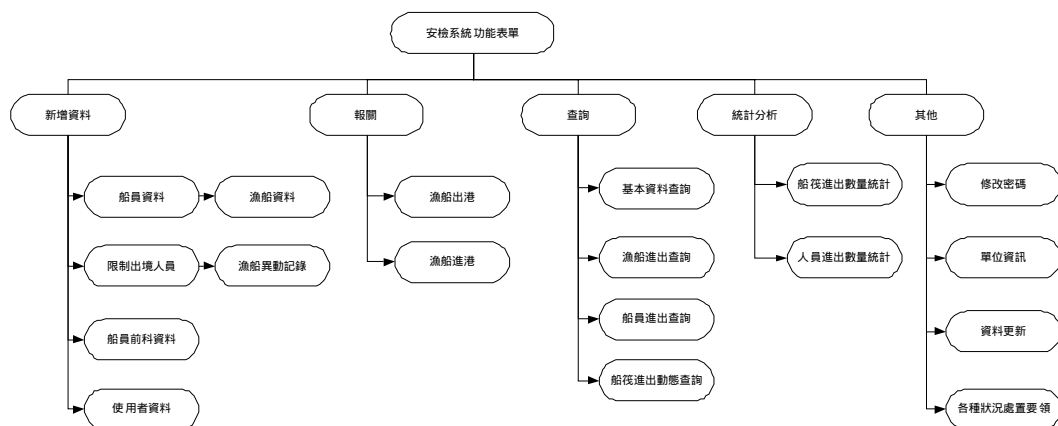 安檢系統功能表單
新增資料
報關
查詢
統計分析
其他
船員資料
漁船資料
限制出境人員
漁船異動記錄
船員前科資料
使用者資料
漁船出港
漁船進港
基本資料查詢
漁船進出查詢
船員進出查詢
船筏進出動態查詢
船筏進出數量統計
人員進出數量統計
修改密碼
單位資訊
資料更新
各種狀況處置要領